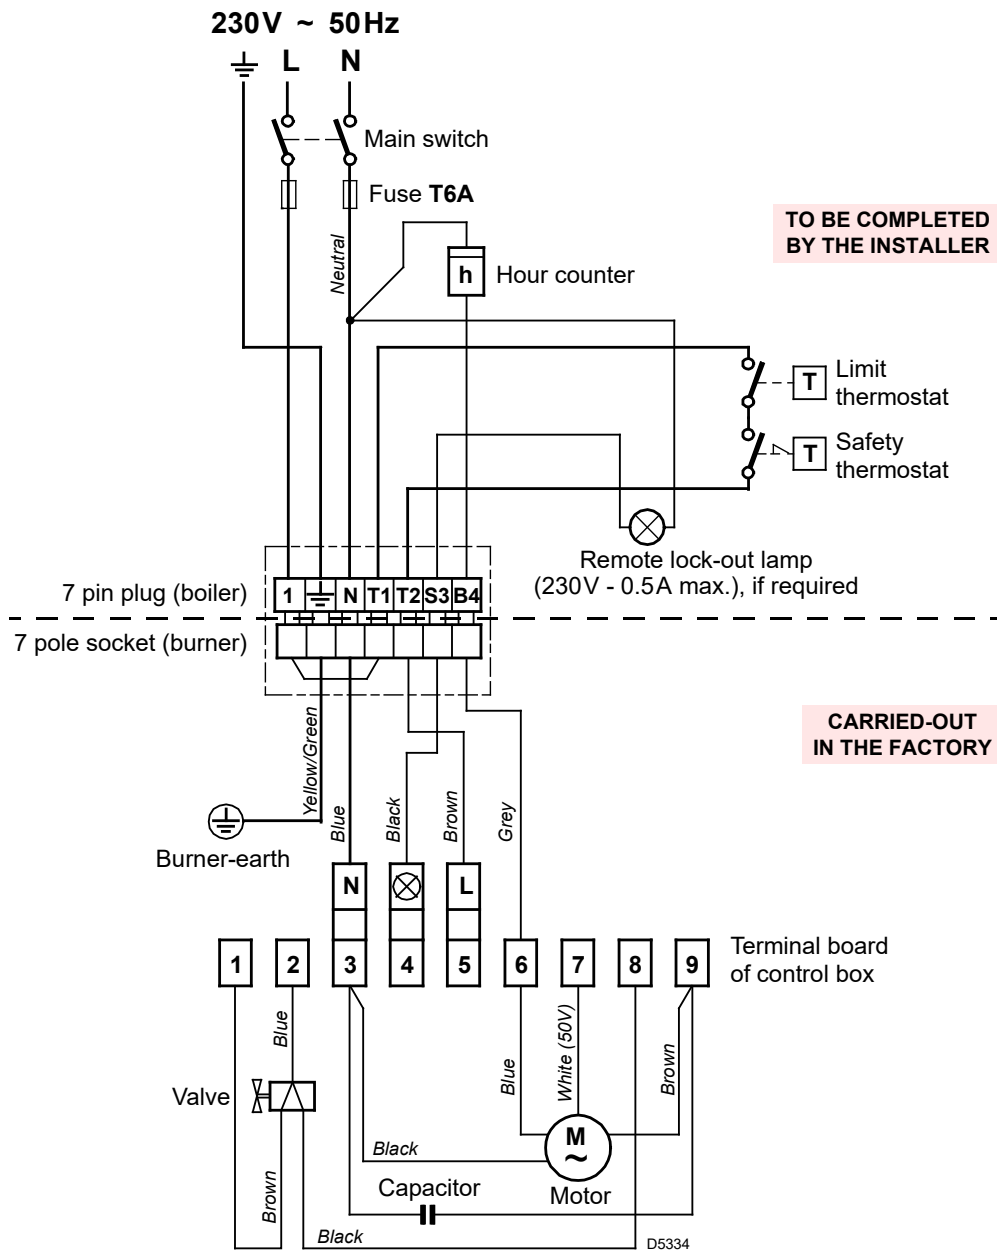 230V ~ 50Hz
L N
Main switch
Fuse T6A
Neutral
TO BE COMPLETED
BY THE INSTALLER
h
Hour counter
T
Limit
thermostat
T
Safety
thermostat
Remote lock-out lamp
(230V - 0.5A max.), if required
7 pin plug (boiler)
1 N T1 T2 S3 B4
7 pole socket (burner)
CARRIED-OUT
IN THE FACTORY
Yellow/Green
Blue
Black
Brown
Grey
Burner-earth
N L
1 2 3 4 5 6 7 8 9
Terminal board
of control box
Blue
Blue
White (50V)
Brown
Valve
M
~
Motor
Black
Capacitor
Brown
Black
D5334